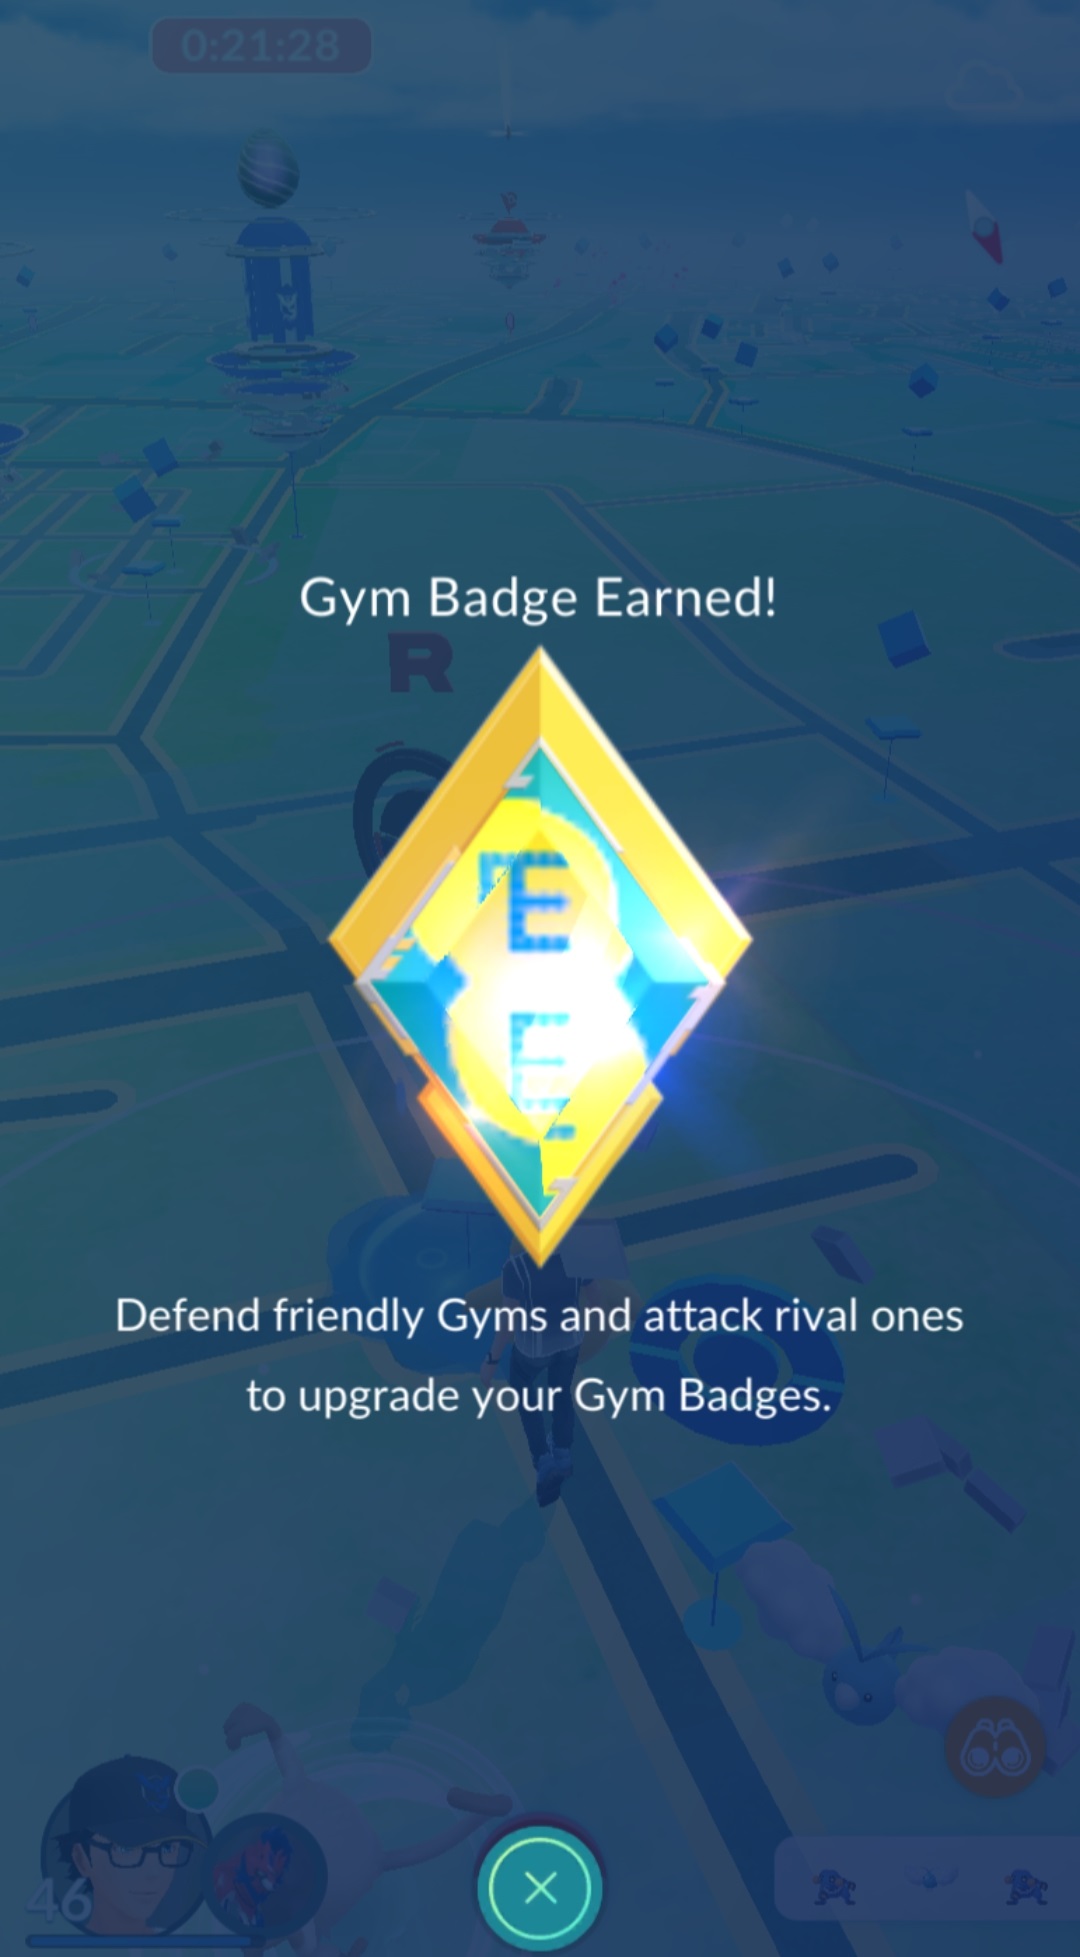 0:21:28
Gym Badge Earned!
R
E
E
Defend friendly Gyms and attack rival ones
to upgrade your Gym Badges.
46